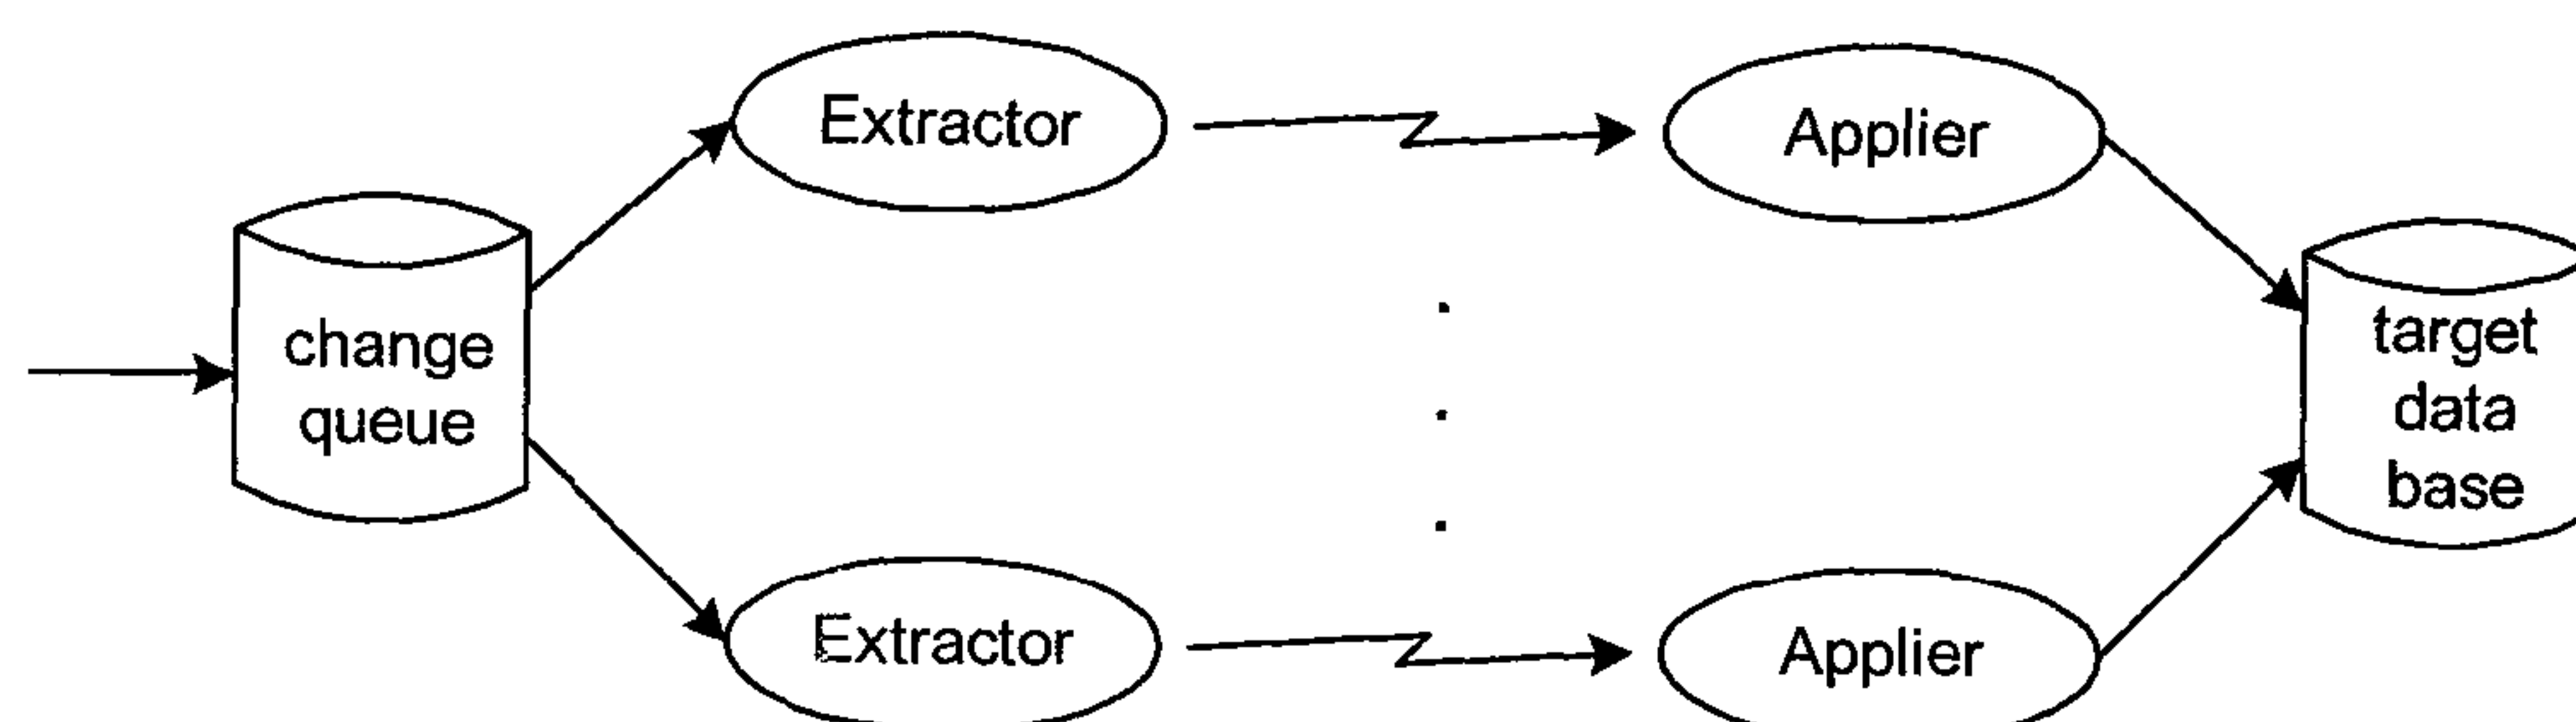 Extractor
Applier
change
queue
target
data
base
Extractor
Applier